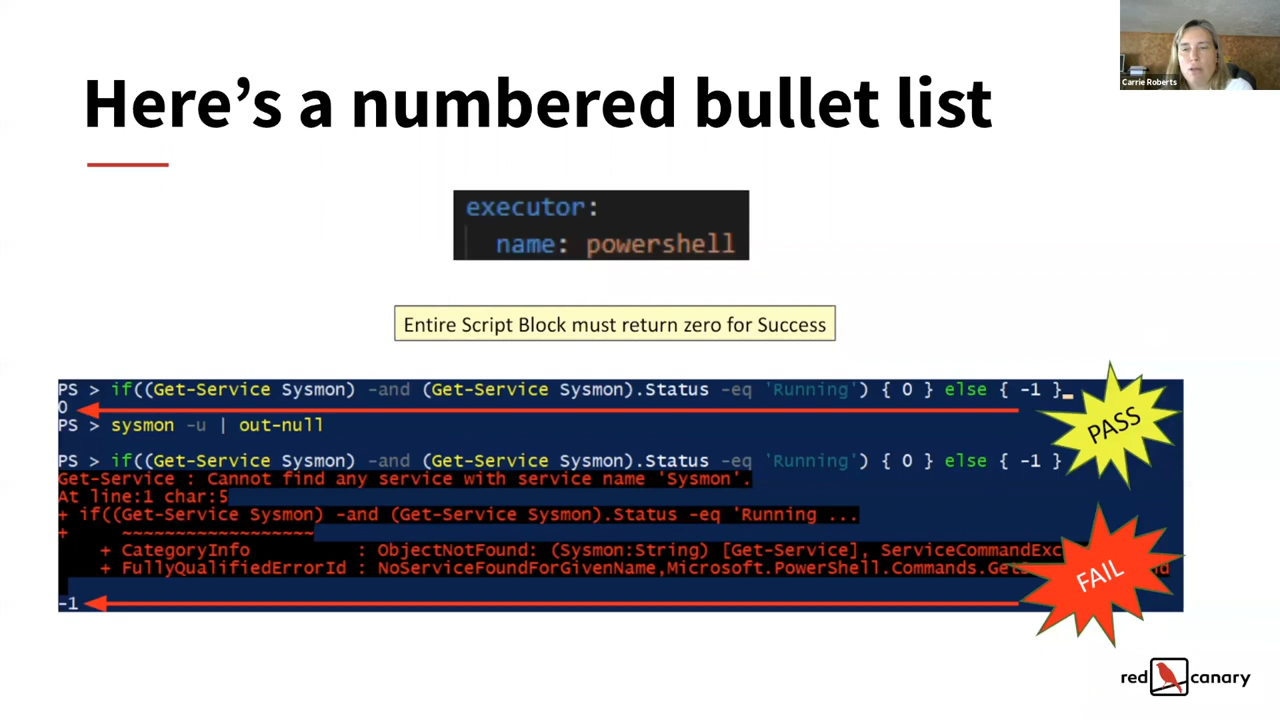 Carrie Roberts
Here's a numbered bullet list
executor:
name: powershell
Entire Script Block must return zero for Success
PS > if((Get-Service Sysmon) -and (Get-Service Sysmon).Status -eq 'Running') { 0 } else { -1 }_
0
PS > sysmon -u | out-null
PASS
PS > if((Get-Service Sysmon) -and (Get-Service Sysmon).Status -eq 'Running') { 0 } else { -1 }
Get-Service : Cannot find any service with service name 'Sysmon'.
At line:1 char:5
+ if((Get-Service Sysmon) -and (Get-Service Sysmon).Status -eq 'Running ...
+ ~~~~~~~~~~~~~~~~~~
+ CategoryInfo : ObjectNotFound: (Sysmon:String) [Get-Service], ServiceCommandExc
+ FullyQualifiedErrorId : NoServiceFoundForGivenName,Microsoft.PowerShell.Commands.Get
FAIL
-1
red canary